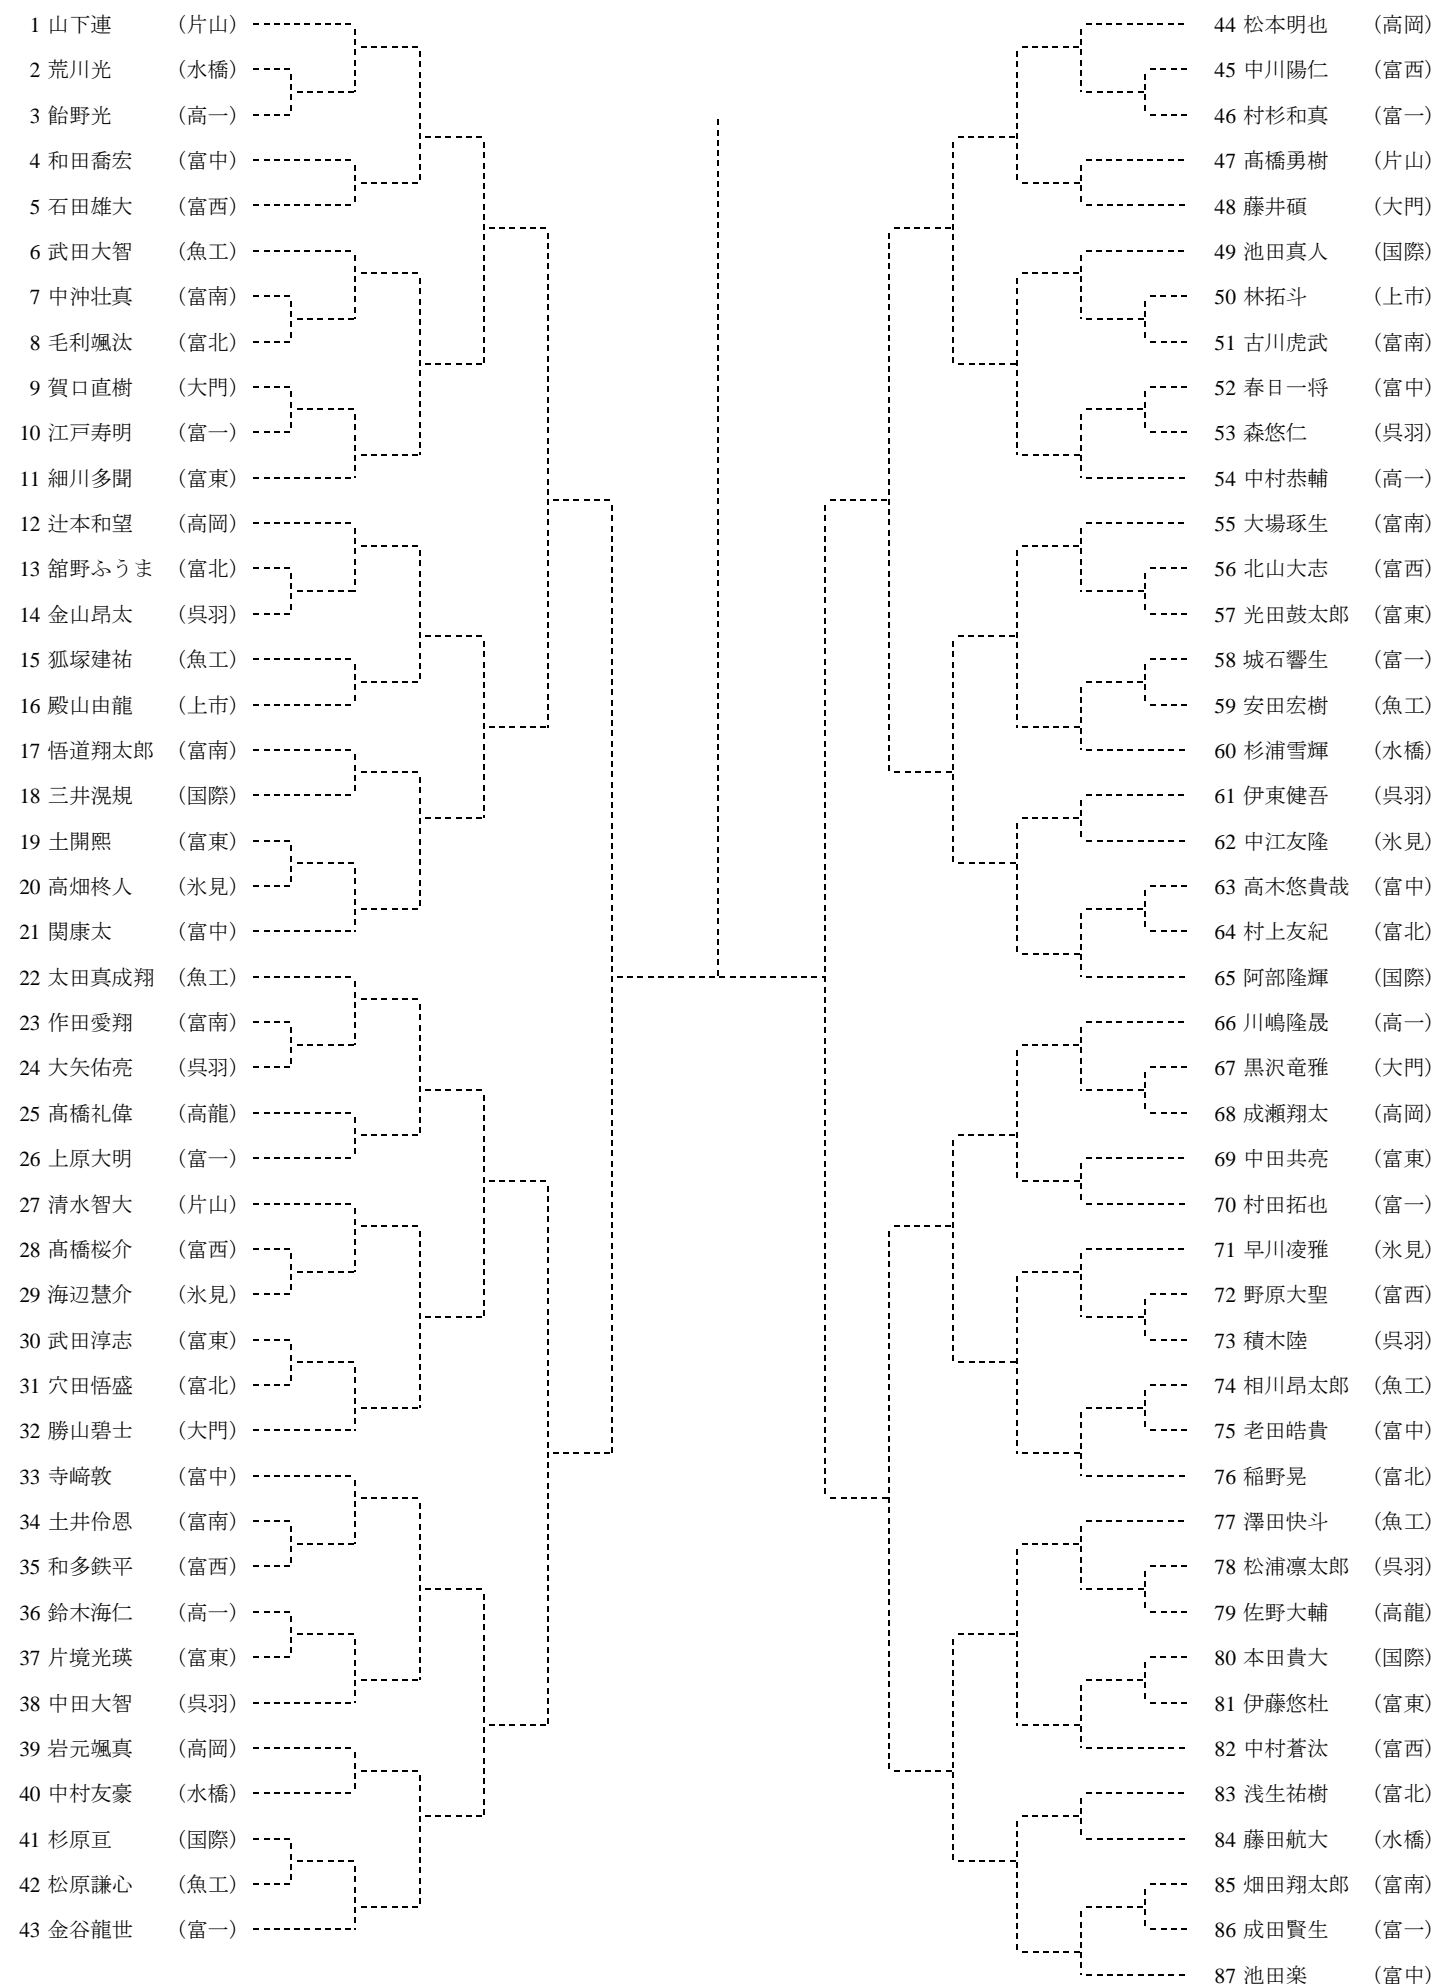 1 山下連 （片山）
2 荒川光 （水橋）
3 飴野光 （高一）
4 和田喬宏 （富中）
5 石田雄大 （富西）
6 武田大智 （魚工）
7 中沖壮真 （富南）
8 毛利颯汰 （富北）
9 賀口直樹 （大門）
10 江戸寿明 （富一）
11 細川多聞 （富東）
12 辻本和望 （高岡）
13 舘野ふうま （富北）
14 金山昂太 （呉羽）
15 狐塚建祐 （魚工）
16 殿山由龍 （上市）
17 悟道翔太郎 （富南）
18 三井滉規 （国際）
19 土開熙 （富東）
20 高畑柊人 （氷見）
21 関康太 （富中）
22 太田真成翔 （魚工）
23 作田愛翔 （富南）
24 大矢佑亮 （呉羽）
25 髙橋礼偉 （高龍）
26 上原大明 （富一）
27 清水智大 （片山）
28 髙橋桜介 （富西）
29 海辺慧介 （氷見）
30 武田淳志 （富東）
31 穴田悟盛 （富北）
32 勝山碧士 （大門）
33 寺﨑敦 （富中）
34 土井伶恩 （富南）
35 和多鉄平 （富西）
36 鈴木海仁 （高一）
37 片境光瑛 （富東）
38 中田大智 （呉羽）
39 岩元颯真 （高岡）
40 中村友豪 （水橋）
41 杉原亘 （国際）
42 松原謙心 （魚工）
43 金谷龍世 （富一）
44 松本明也 （高岡）
45 中川陽仁 （富西）
46 村杉和真 （富一）
47 髙橋勇樹 （片山）
48 藤井碩 （大門）
49 池田真人 （国際）
50 林拓斗 （上市）
51 古川虎武 （富南）
52 春日一将 （富中）
53 森悠仁 （呉羽）
54 中村恭輔 （高一）
55 大場琢生 （富南）
56 北山大志 （富西）
57 光田鼓太郎 （富東）
58 城石響生 （富一）
59 安田宏樹 （魚工）
60 杉浦雪輝 （水橋）
61 伊東健吾 （呉羽）
62 中江友隆 （氷見）
63 高木悠貴哉 （富中）
64 村上友紀 （富北）
65 阿部隆輝 （国際）
66 川嶋隆晟 （高一）
67 黒沢竜雅 （大門）
68 成瀬翔太 （高岡）
69 中田共亮 （富東）
70 村田拓也 （富一）
71 早川凌雅 （氷見）
72 野原大聖 （富西）
73 積木陸 （呉羽）
74 相川昂太郎 （魚工）
75 老田皓貴 （富中）
76 稲野晃 （富北）
77 澤田快斗 （魚工）
78 松浦凛太郎 （呉羽）
79 佐野大輔 （高龍）
80 本田貴大 （国際）
81 伊藤悠杜 （富東）
82 中村蒼汰 （富西）
83 浅生祐樹 （富北）
84 藤田航大 （水橋）
85 畑田翔太郎 （富南）
86 成田賢生 （富一）
87 池田楽 （富中）